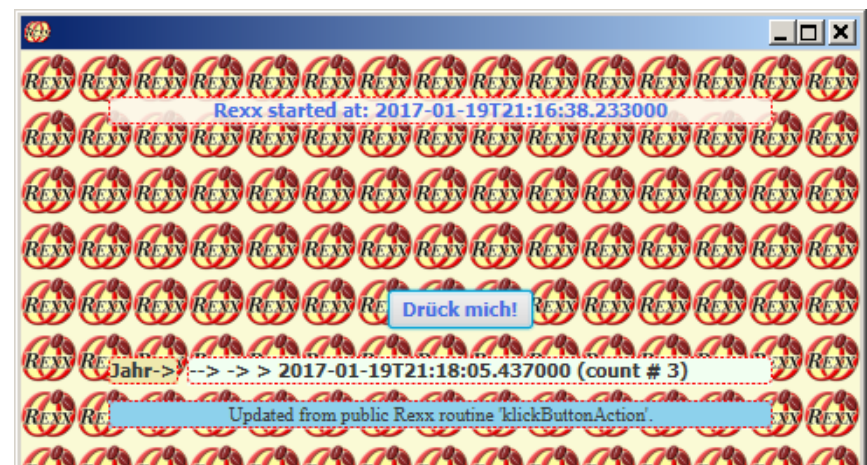 Rexx started at: 2017-01-19T21:16:38.233000
Drück mich!
Jahr-> --> -> > 2017-01-19T21:18:05.437000 (count # 3)
Updated from public Rexx routine 'klickButtonAction'.
REXX